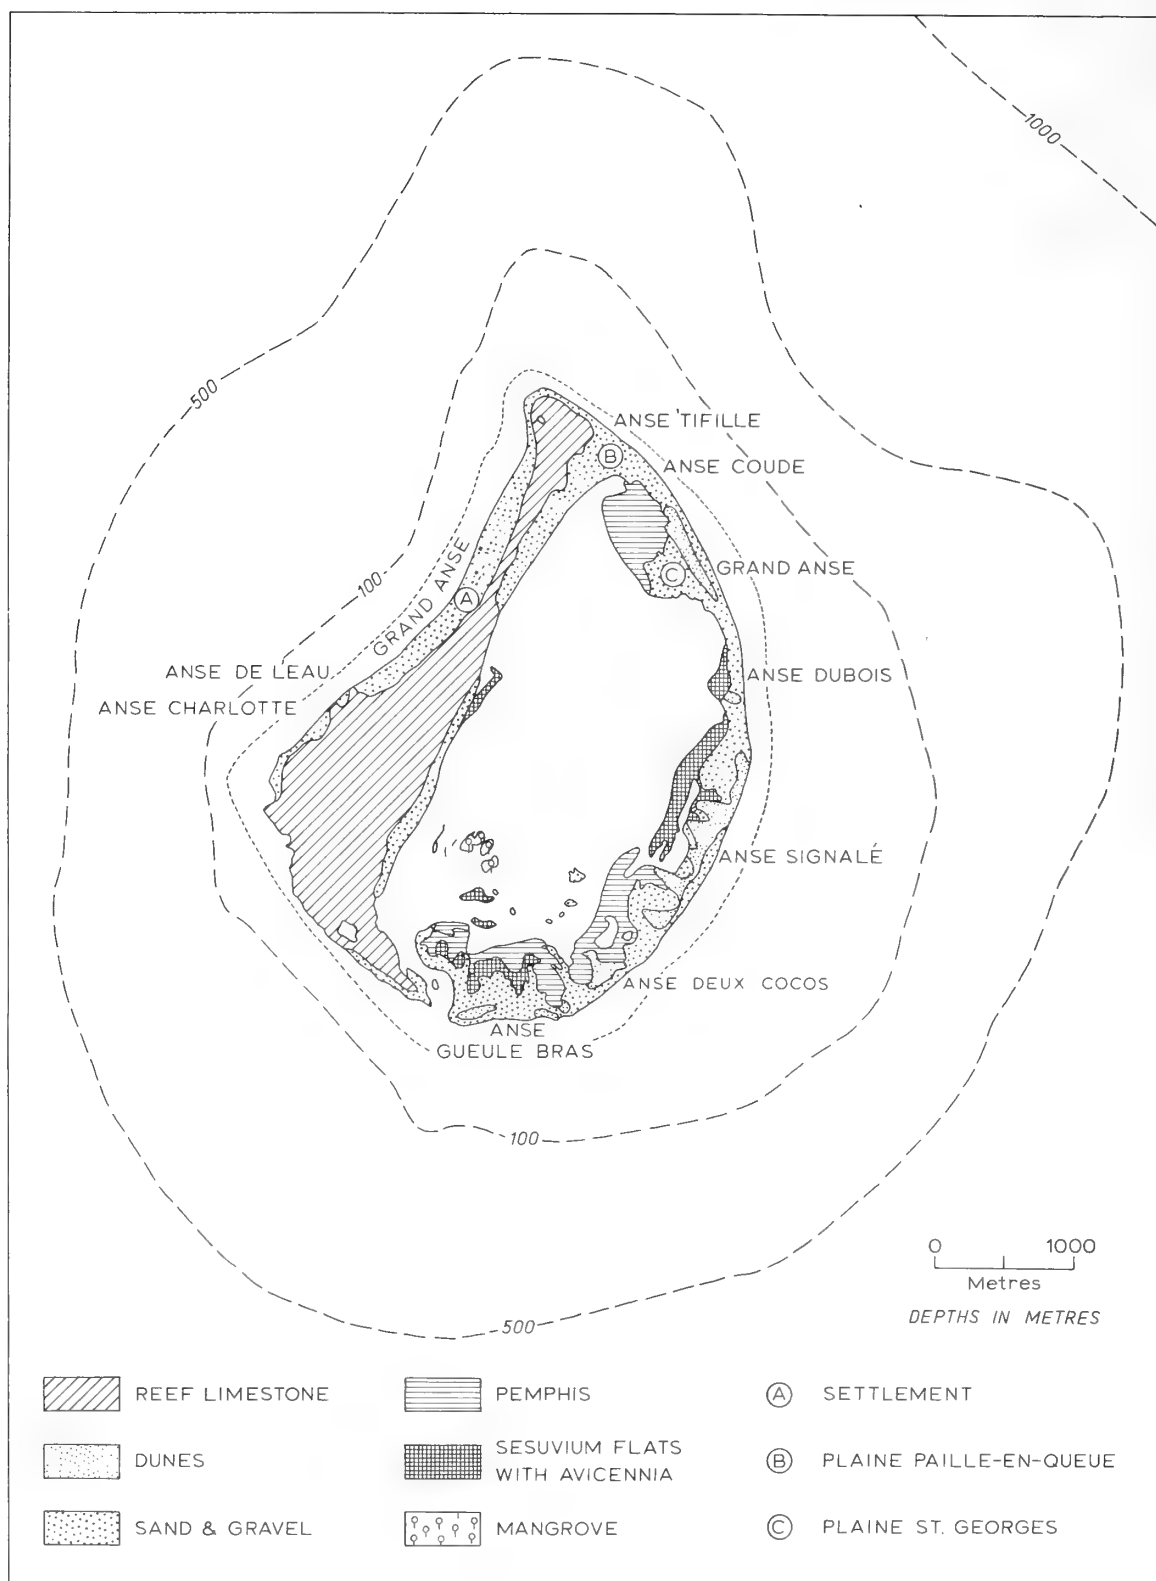 1000
500
ANSE TIFILLE
B
ANSE COUDE
GRAND ANSE
C
GRAND ANSE
100
A
ANSE DE LEAU
ANSE DUBOIS
ANSE CHARLOTTE
ANSE SIGNALÉ
ANSE DEUX COCOS
ANSE
GUEULE BRAS
100
0 1000
Metres
DEPTHS IN METRES
500
REEF LIMESTONE
PEMPHIS
A SETTLEMENT
DUNES
SESUVIUM FLATS
WITH AVICENNIA
B PLAINE PAILLE-EN-QUEUE
SAND & GRAVEL
MANGROVE
C PLAINE ST. GEORGES